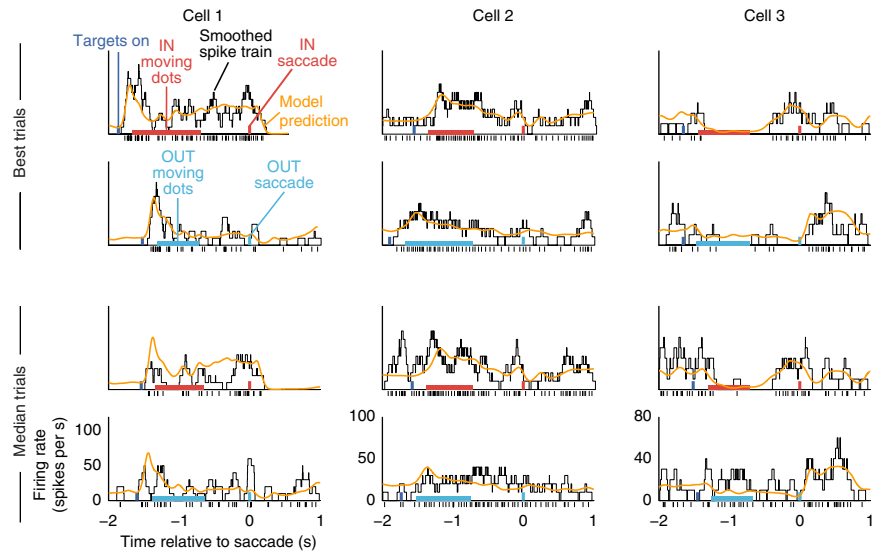 Cell 1
Cell 2
Cell 3
Best trials
Targets on
IN
moving
dots
Smoothed
spike train
IN
saccade
Model
prediction
OUT
moving
dots
OUT
saccade
Median trials
Firing rate
(spikes per s)
100
50
0
100
50
0
80
40
0
−2
−1
0
1
−2
−1
0
1
−2
−1
0
1
Time relative to saccade (s)